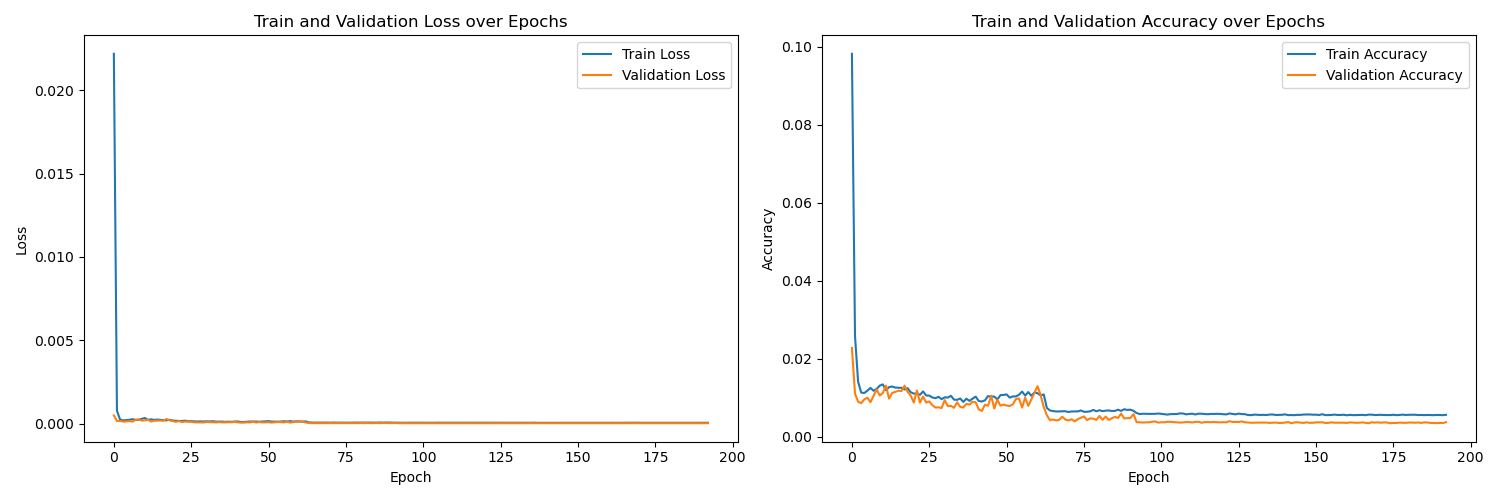 Train and Validation Loss over Epochs
Train Loss
Validation Loss
0.020
0.015
0.010
0.005
0.000
Loss
0 25 50 75 100 125 150 175 200
Epoch
Train and Validation Accuracy over Epochs
Train Accuracy
Validation Accuracy
0.10
0.08
0.06
0.04
0.02
0.00
Accuracy
0 25 50 75 100 125 150 175 200
Epoch